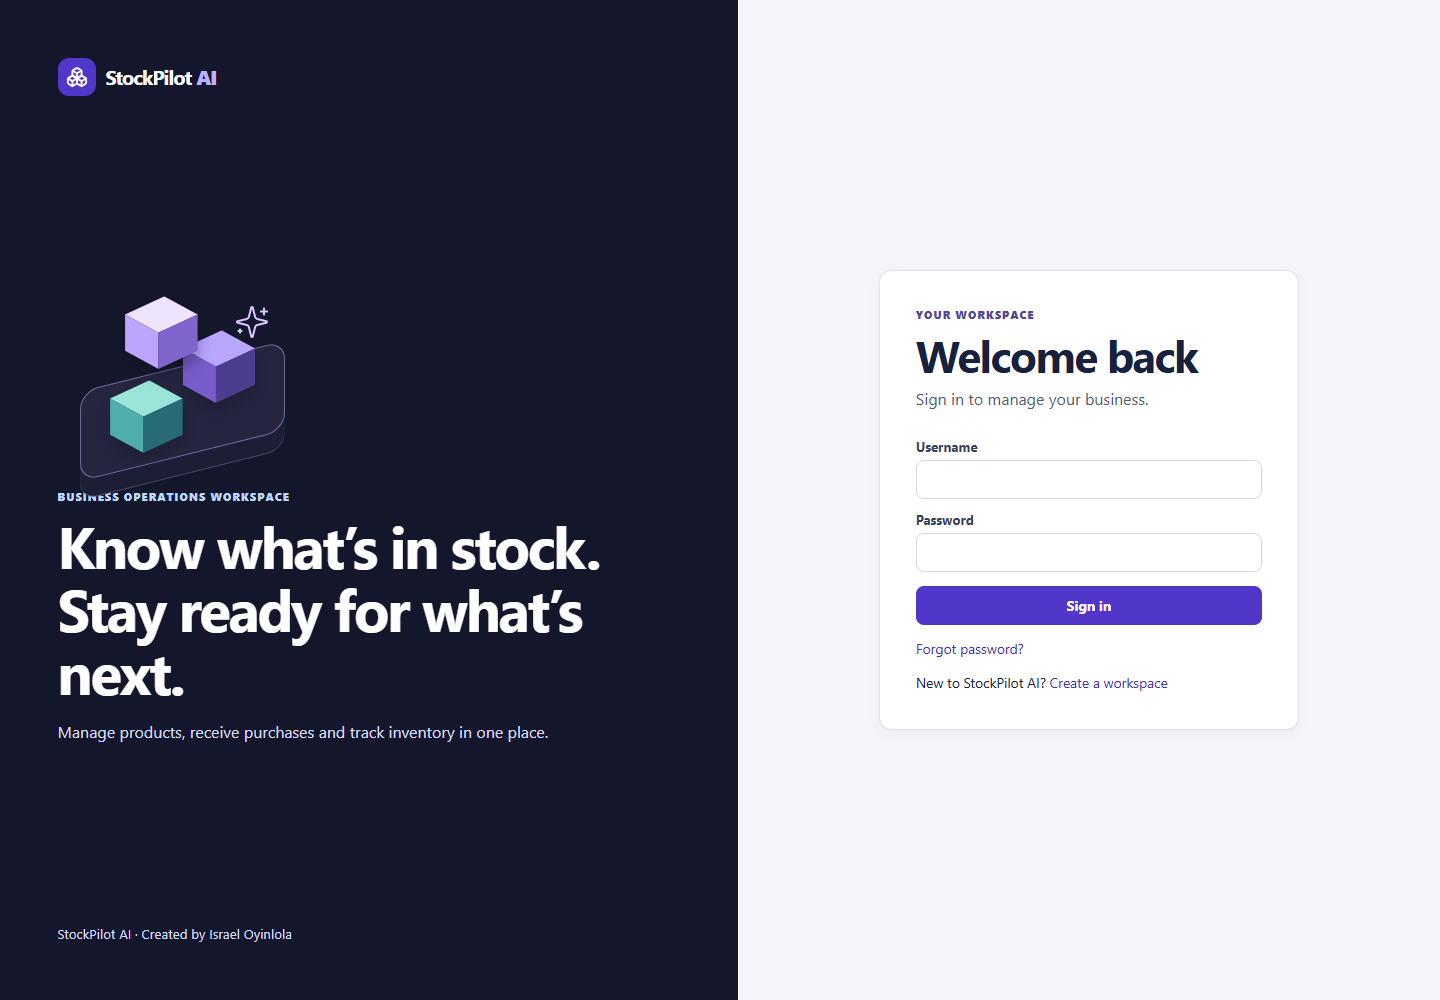 StockPilot AI
BUSINESS OPERATIONS WORKSPACE
Know what’s in stock.
Stay ready for what’s
next.
Manage products, receive purchases and track inventory in one place.
StockPilot AI · Created by Israel Oyinlola
YOUR WORKSPACE
Welcome back
Sign in to manage your business.
Username
Password
Sign in
Forgot password?
New to StockPilot AI? Create a workspace